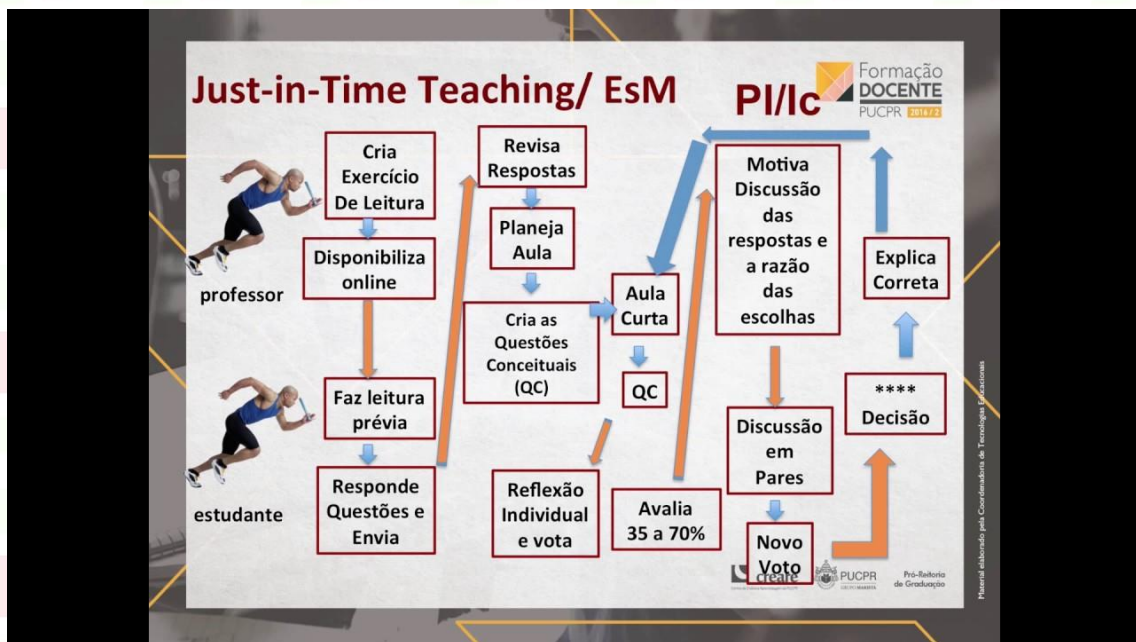 Just-in-Time Teaching/ EsM
PI/Ic
Formação
DOCENTE
PUCPR 2016 / 2
Cria
Exercício
De Leitura
Disponibiliza
online
professor
Faz leitura
prévia
Responde
Questões e
Envia
estudante
Revisa
Respostas
Planeja
Aula
Cria as
Questões
Conceituais
(QC)
Aula
Curta
QC
Reflexão
Individual
e vota
Avalia
35 a 70%
Motiva
Discussão
das
respostas e
a razão
das
escolhas
Discussão
em
Pares
Novo
Voto
****
Decisão
Explica
Correta
creare
PUCPR
GRUPO MARISTA
Pró-Reitoria
de Graduação
Material elaborado pela Coordenadoria de Tecnologias Educacionais